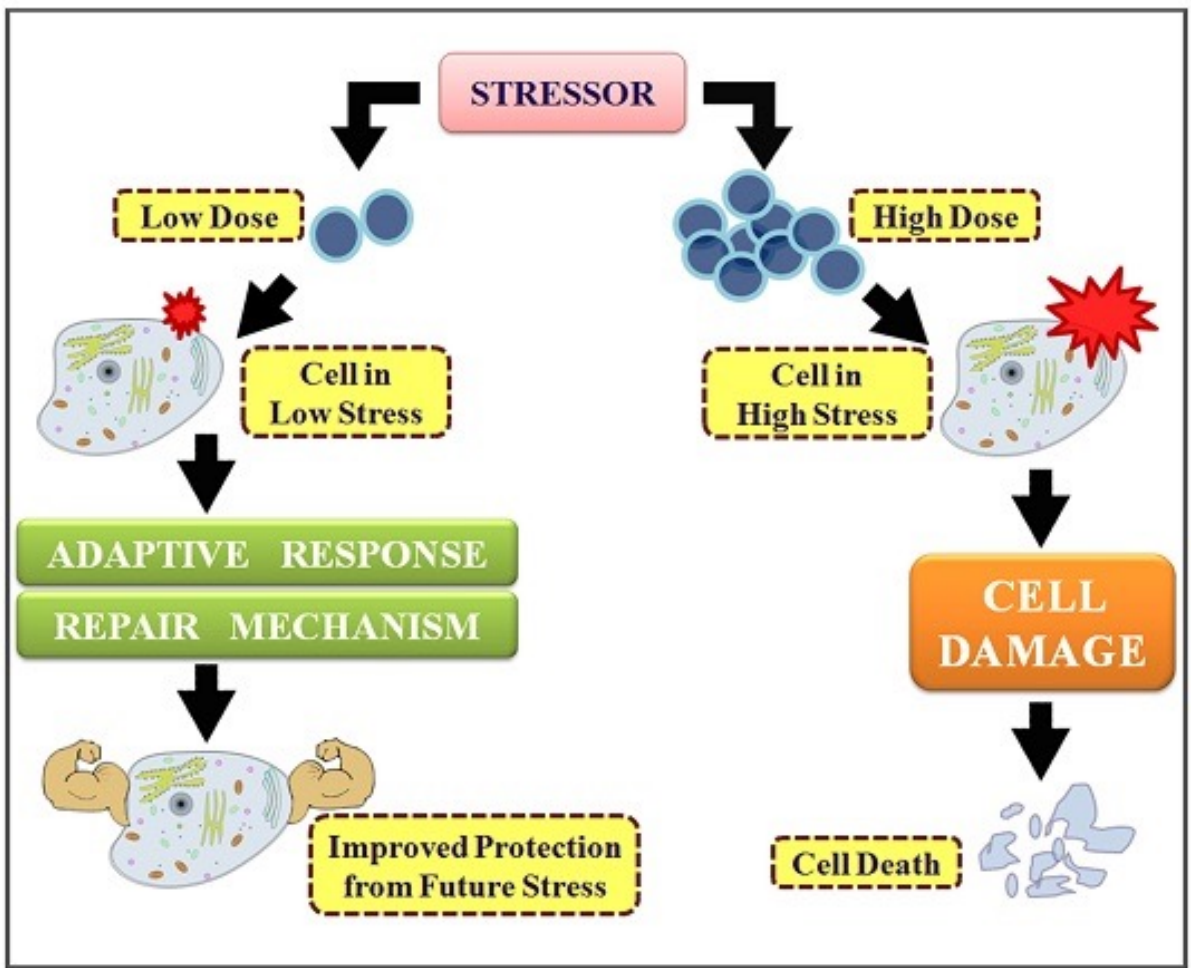 STRESSOR
Low Dose
High Dose
Cell in
Low Stress
Cell in
High Stress
ADAPTIVE RESPONSE
REPAIR MECHANISM
CELL
DAMAGE
Improved Protection
from Future Stress
Cell Death